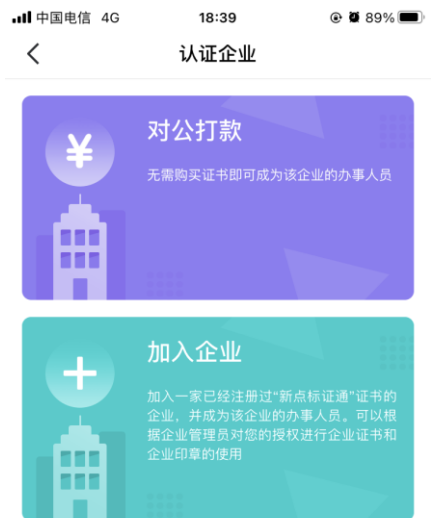 中国电信 4G 18:39 89%
认证企业
¥
对公打款
无需购买证书即可成为该企业的办事人员
加入企业
加入一家已经注册过“新点标证通”证书的
企业，并成为该企业的办事人员。可以根
据企业管理员对您的授权进行企业证书和
企业印章的使用